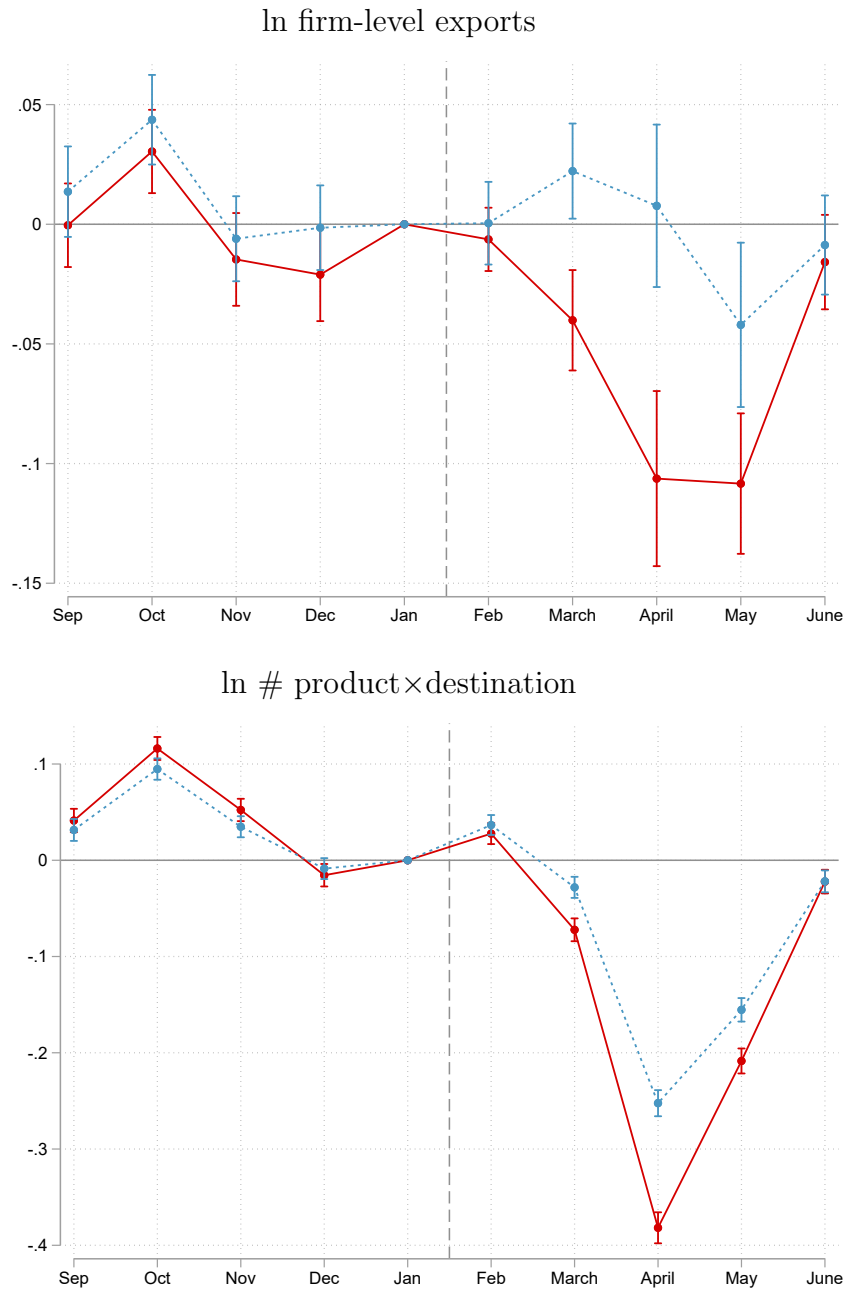 ln firm-level exports
.05
0
-.05
-.1
-.15
Sep Oct Nov Dec Jan Feb March April May June
ln # product×destination
.1
0
-.1
-.2
-.3
-.4
Sep Oct Nov Dec Jan Feb March April May June